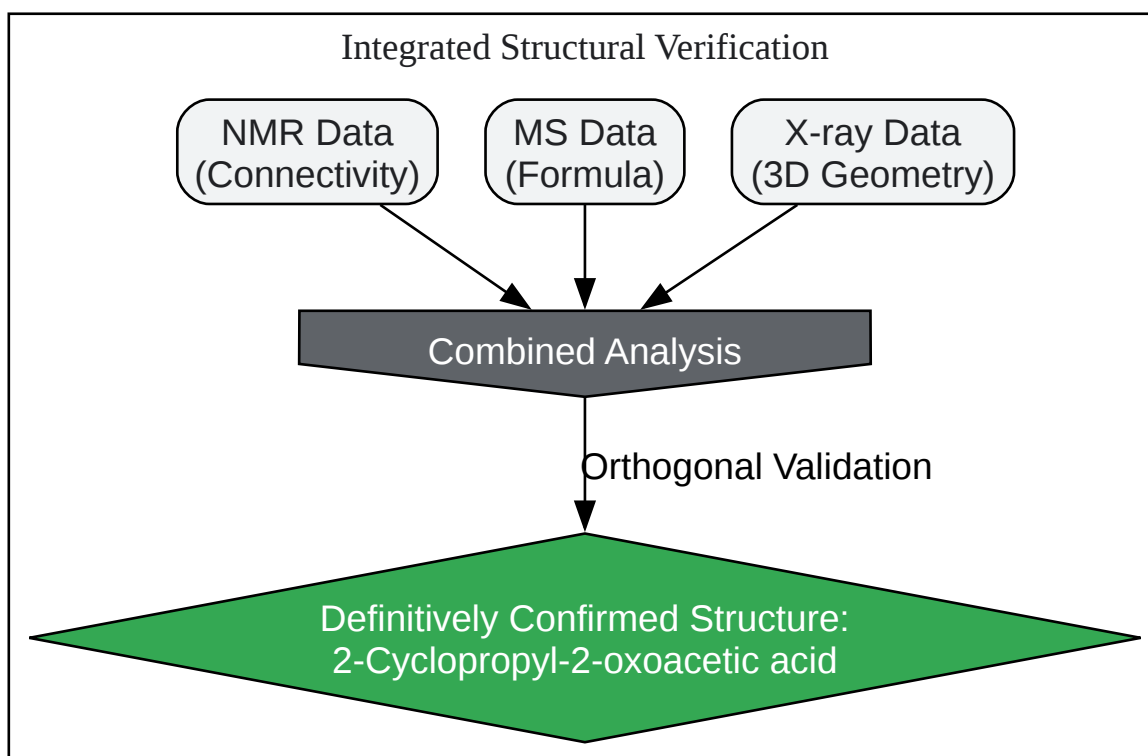 Integrated Structural Verification
NMR Data
(Connectivity)
MS Data
(Formula)
X-ray Data
(3D Geometry)
Combined Analysis
Orthogonal Validation
Definitively Confirmed Structure:
2-Cyclopropyl-2-oxoacetic acid